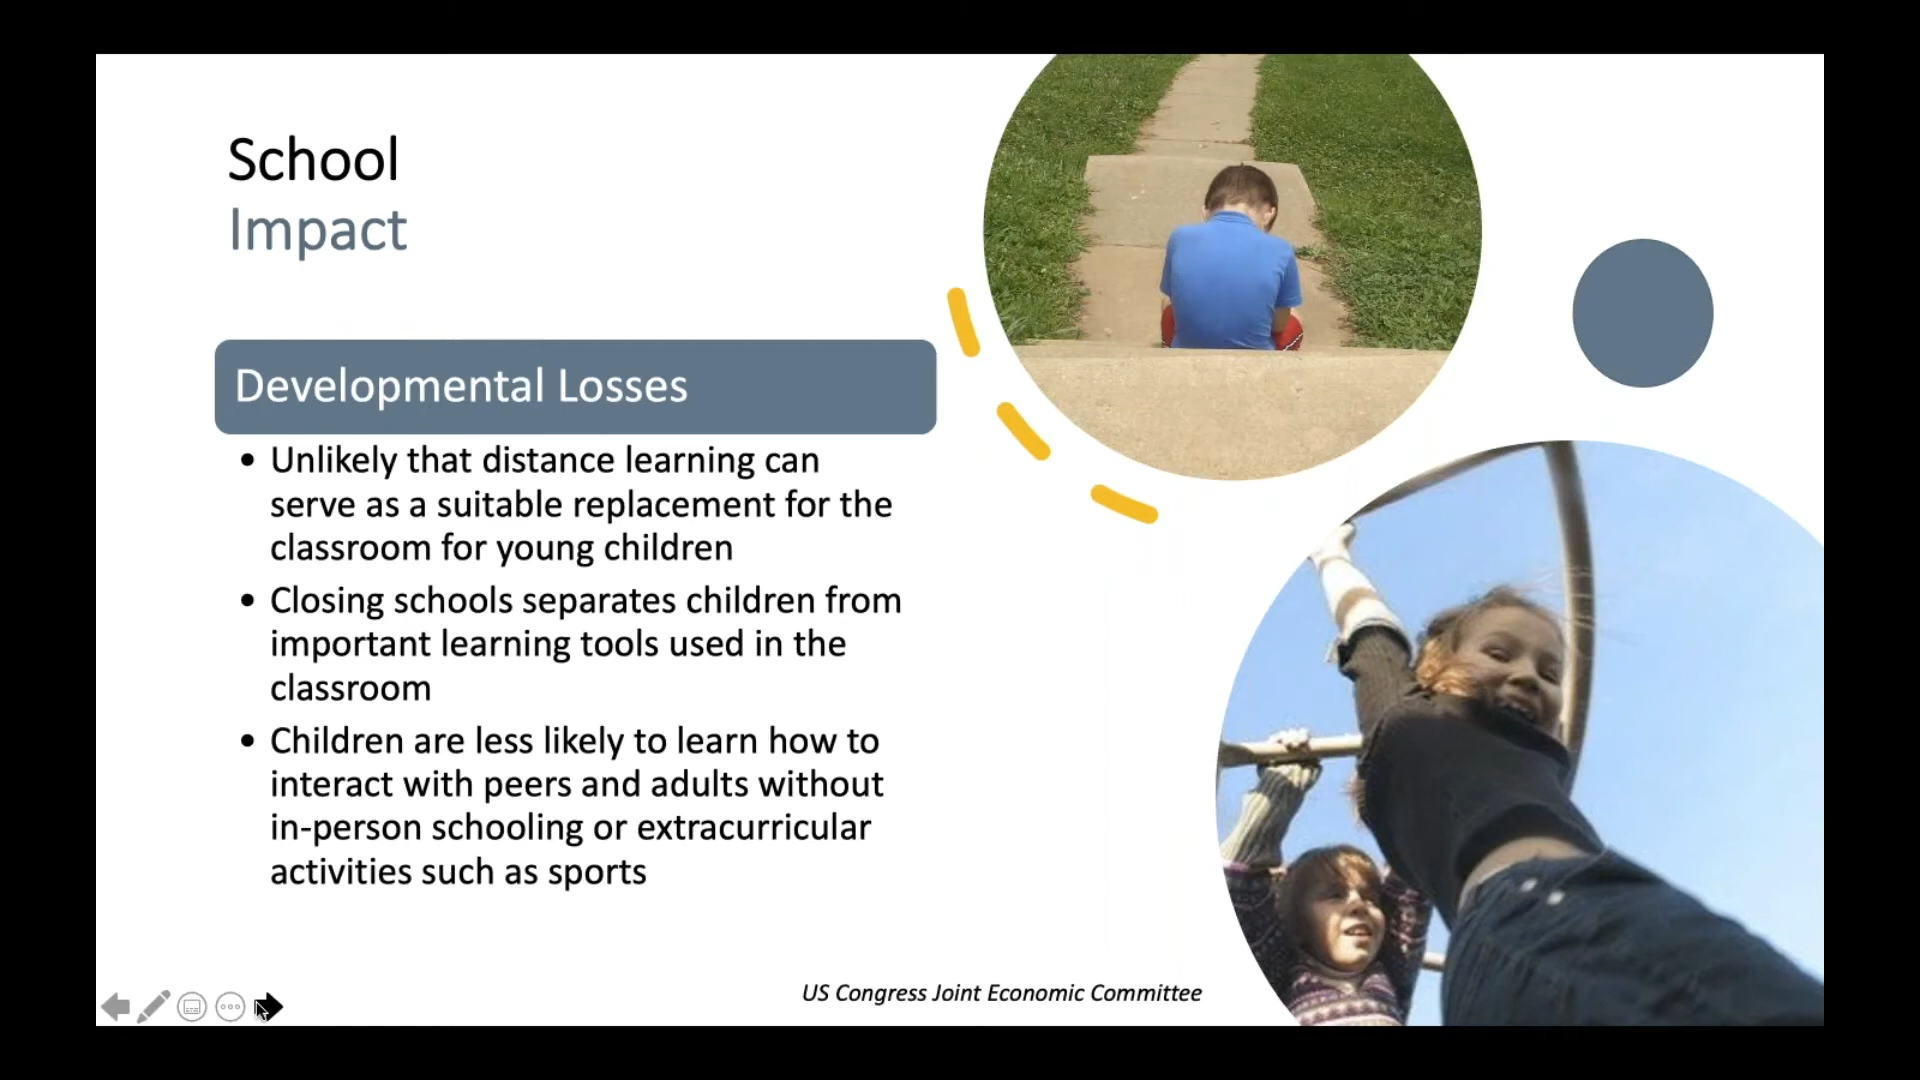 School
Impact
Developmental Losses
• Unlikely that distance learning can
serve as a suitable replacement for the
classroom for young children
• Closing schools separates children from
important learning tools used in the
classroom
• Children are less likely to learn how to
interact with peers and adults without
in-person schooling or extracurricular
activities such as sports
US Congress Joint Economic Committee